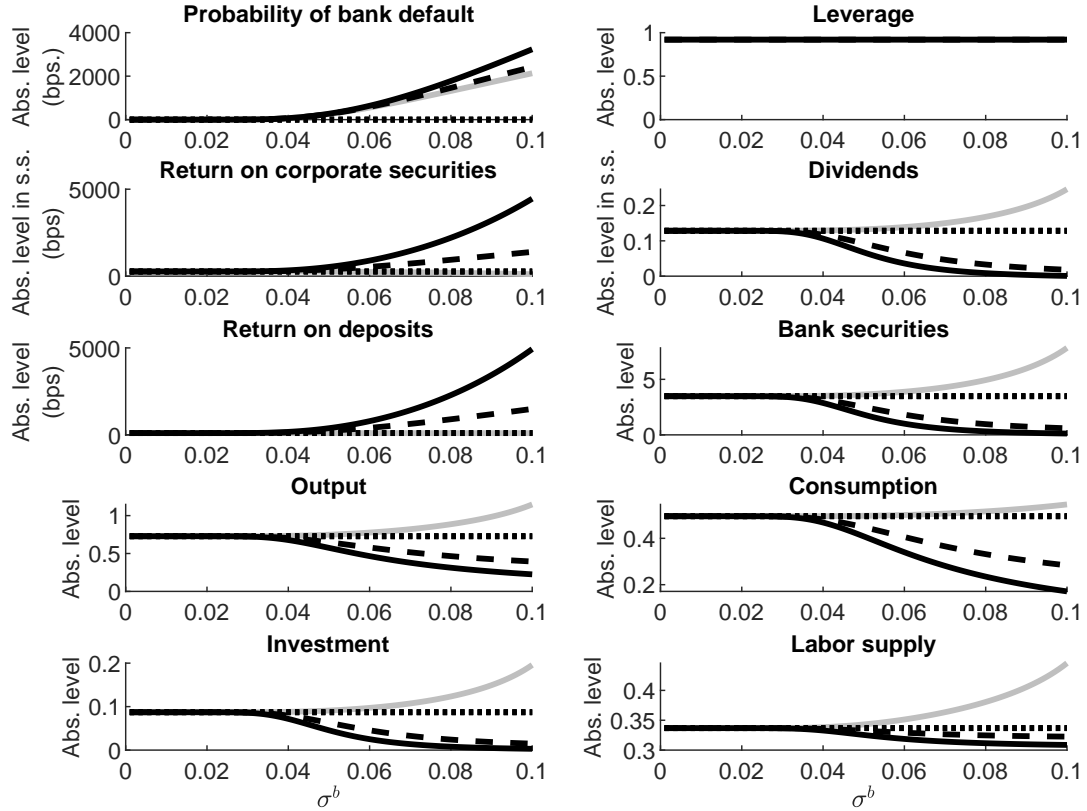 Probability of bank default
Abs. level
(bps.)
4000
2000
0
0 0.02 0.04 0.06 0.08 0.1
Leverage
Abs. level
1
0.5
0
0 0.02 0.04 0.06 0.08 0.1
Return on corporate securities
Abs. level in s.s.
(bps)
5000
0
0 0.02 0.04 0.06 0.08 0.1
Dividends
Abs. level in s.s.
0.2
0.1
0
0 0.02 0.04 0.06 0.08 0.1
Return on deposits
Abs. level
(bps)
5000
0
0 0.02 0.04 0.06 0.08 0.1
Bank securities
Abs. level
5
0
0 0.02 0.04 0.06 0.08 0.1
Output
Abs. level
1
0.5
0
0 0.02 0.04 0.06 0.08 0.1
Consumption
Abs. level
0.4
0.2
0 0.02 0.04 0.06 0.08 0.1
Investment
Abs. level
0.2
0.1
0
0 0.02 0.04 0.06 0.08 0.1
σ^b
Labor supply
Abs. level
0.4
0.35
0.3
0 0.02 0.04 0.06 0.08 0.1
σ^b